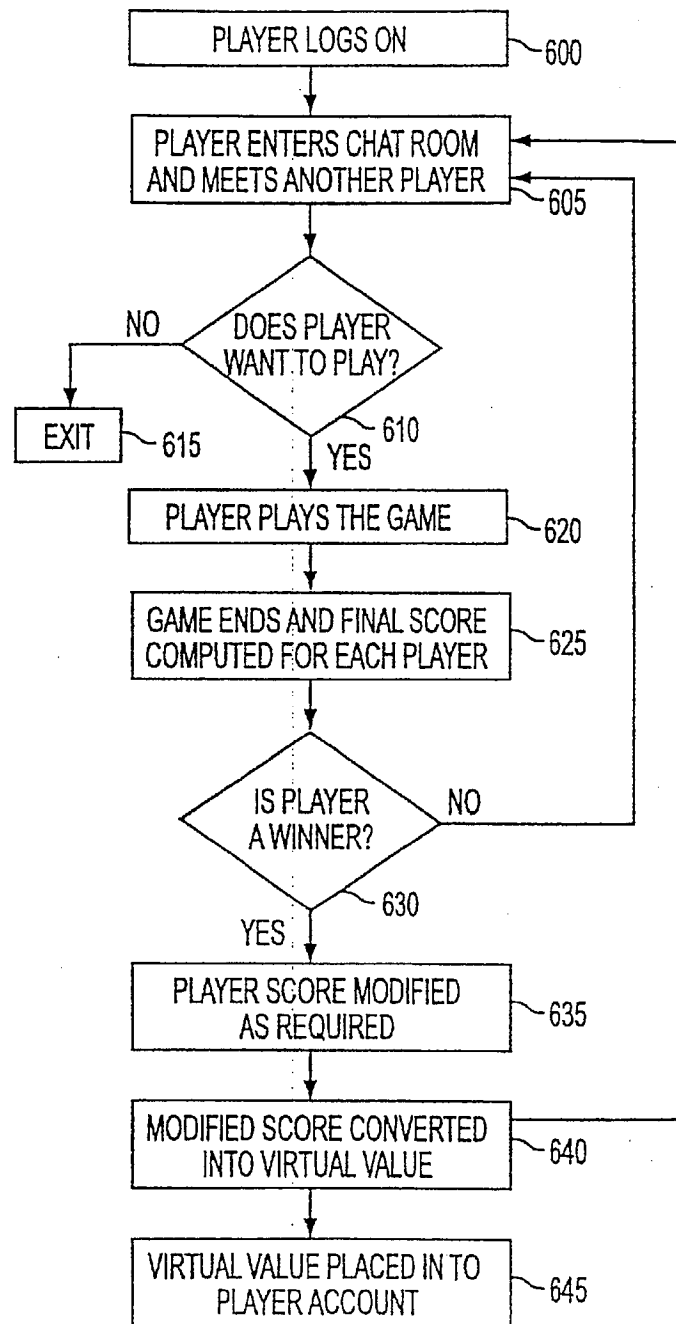 PLAYER LOGS ON
600
PLAYER ENTERS CHAT ROOM
AND MEETS ANOTHER PLAYER
605
NO
DOES PLAYER
WANT TO PLAY?
EXIT
615
610
YES
PLAYER PLAYS THE GAME
620
GAME ENDS AND FINAL SCORE
COMPUTED FOR EACH PLAYER
625
IS PLAYER
A WINNER?
NO
630
YES
PLAYER SCORE MODIFIED
AS REQUIRED
635
MODIFIED SCORE CONVERTED
INTO VIRTUAL VALUE
640
VIRTUAL VALUE PLACED IN TO
PLAYER ACCOUNT
645